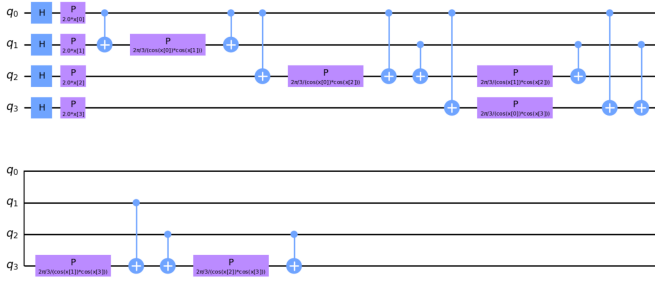 q0 H P 2.0*x[0]
q1 H P 2.0*x[1] P 2π/3/(cos(x[0])*cos(x[1]))
q2 H P 2.0*x[2] P 2π/3/(cos(x[0])*cos(x[2])) P 2π/3/(cos(x[1])*cos(x[2]))
q3 H P 2.0*x[3] P 2π/3/(cos(x[0])*cos(x[3]))
q0
q1
q2
q3 P 2π/3/(cos(x[1])*cos(x[3])) P 2π/3/(cos(x[2])*cos(x[3]))